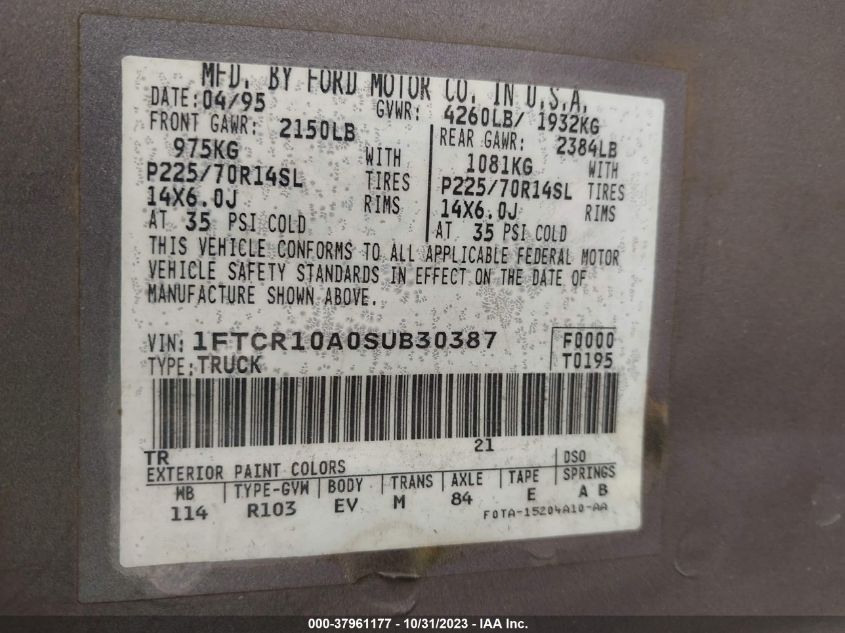 MFD. BY FORD MOTOR CO. IN U.S.A.
DATE: 04/95 GVWR: 4260LB/ 1932KG
FRONT GAWR: 2150LB REAR GAWR: 2384LB
975KG WITH 1081KG WITH
P225/70R14SL TIRES P225/70R14SL TIRES
14X6.0J RIMS 14X6.0J RIMS
AT 35 PSI COLD AT 35 PSI COLD
THIS VEHICLE CONFORMS TO ALL APPLICABLE FEDERAL MOTOR
VEHICLE SAFETY STANDARDS IN EFFECT ON THE DATE OF
MANUFACTURE SHOWN ABOVE.
VIN: 1FTCR10A0SUB30387 F0000
TYPE: TRUCK T0195
21
TR DSO
EXTERIOR PAINT COLORS
WB TYPE-GVW BODY TRANS AXLE TAPE SPRINGS
114 R103 EV M 84 E A B
F0TA-15204A10-AA
000-37961177 - 10/31/2023 - IAA Inc.